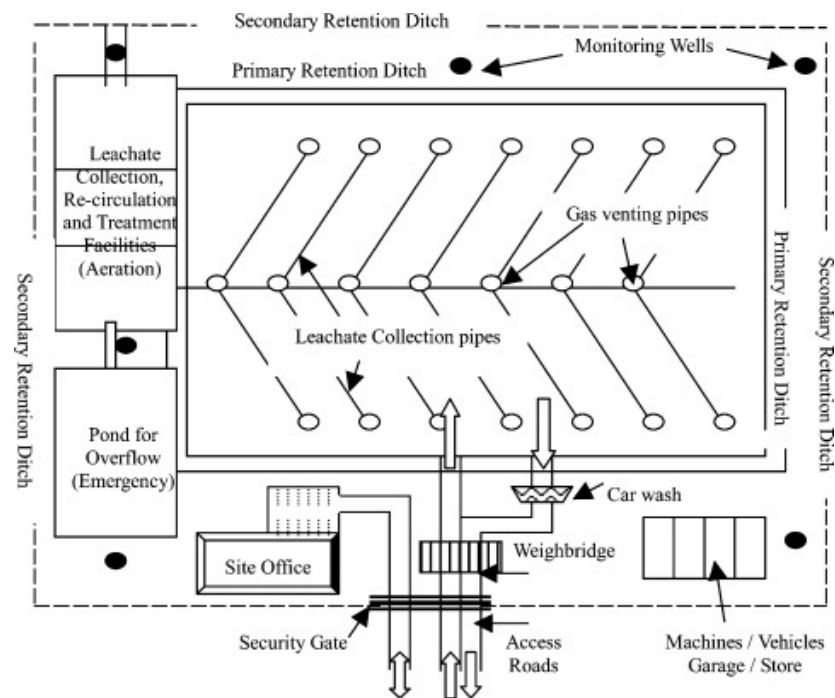 Secondary Retention Ditch
Monitoring Wells
Primary Retention Ditch
Leachate
Collection,
Re-circulation
and Treatment
Facilities
(Aeration)
Gas venting pipes
Primary Retention Ditch
Secondary Retention Ditch
Secondary Retention Ditch
Leachate Collection pipes
Pond for
Overflow
(Emergency)
Car wash
Site Office
Weighbridge
Security Gate
Access
Roads
Machines / Vehicles
Garage / Store